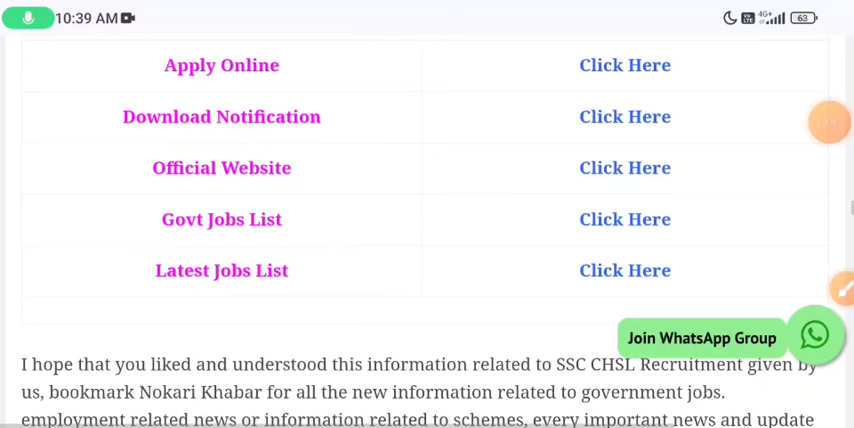 10:39 AM
4G+
63
Apply Online Click Here
Download Notification Click Here
Official Website Click Here
Govt Jobs List Click Here
Latest Jobs List Click Here
Join WhatsApp Group
I hope that you liked and understood this information related to SSC CHSL Recruitment given by
us, bookmark Nokari Khabar for all the new information related to government jobs.
employment related news or information related to schemes, every important news and update